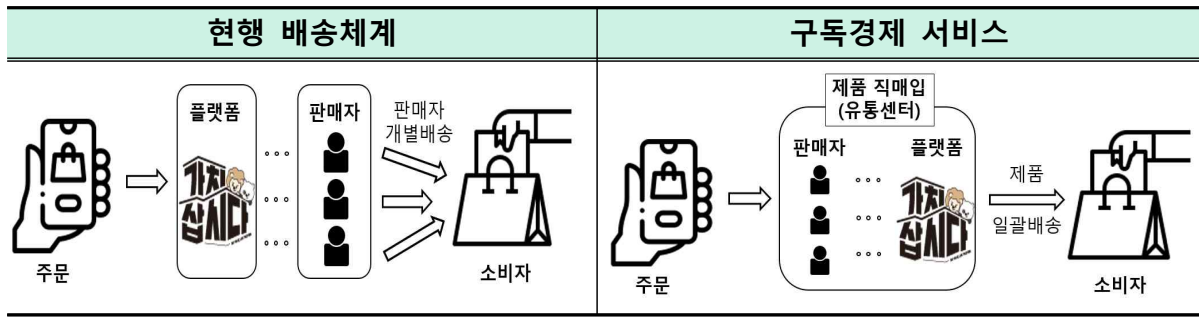 현행 배송체계
구독경제 서비스
플랫폼
판매자
판매자
개별배송
가치
삽시다
주문
소비자
제품 직매입
(유통센터)
판매자
플랫폼
가치
삽시다
제품
일괄배송
주문
소비자